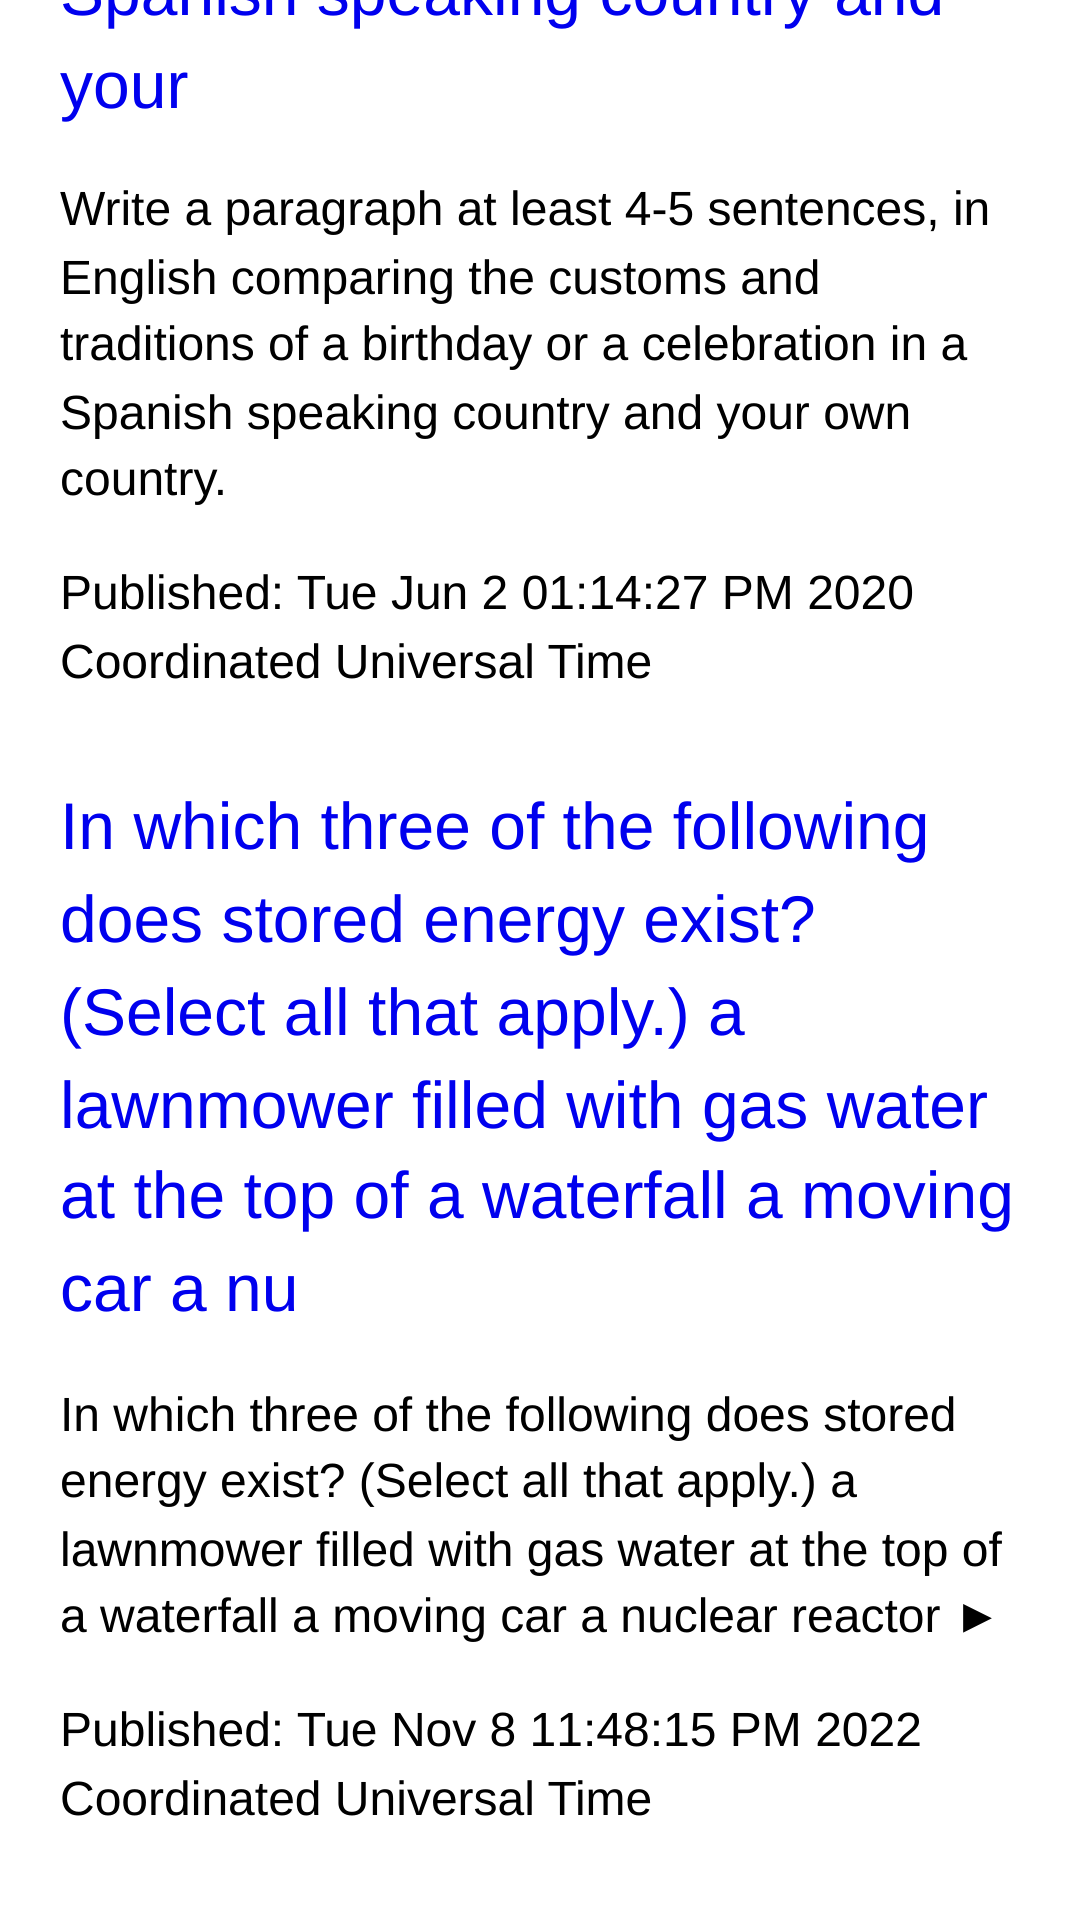 Spanish speaking country and
your
Write a paragraph at least 4-5 sentences, in
English comparing the customs and
traditions of a birthday or a celebration in a
Spanish speaking country and your own
country.
Published: Tue Jun 2 01:14:27 PM 2020
Coordinated Universal Time
In which three of the following
does stored energy exist?
(Select all that apply.) a
lawnmower filled with gas water
at the top of a waterfall a moving
car a nu
In which three of the following does stored
energy exist? (Select all that apply.) a
lawnmower filled with gas water at the top of
a waterfall a moving car a nuclear reactor ►
Published: Tue Nov 8 11:48:15 PM 2022
Coordinated Universal Time